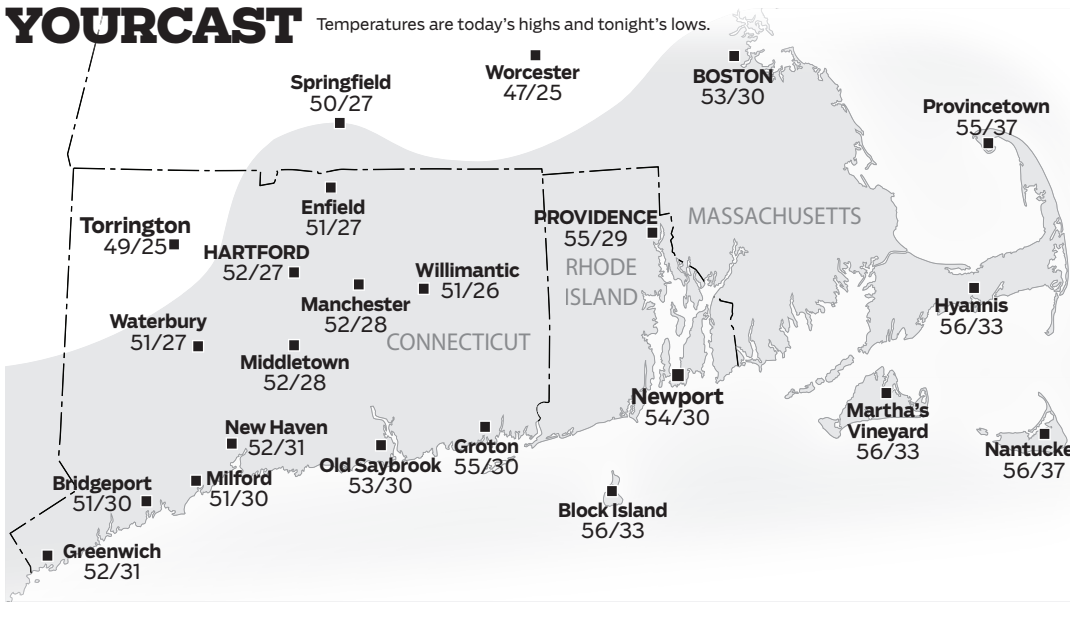 YOURCAST
Temperatures are today's highs and tonight's lows.
Springfield
50/27
Worcester
47/25
BOSTON
53/30
Provincetown
55/37
Torrington
49/25
Enfield
51/27
HARTFORD
52/27
Manchester
52/28
Willimantic
51/26
PROVIDENCE
55/29
MASSACHUSETTS
RHODE
ISLAND
Waterbury
51/27
Middletown
52/28
CONNECTICUT
Hyannis
56/33
Newport
54/30
Martha's
Vineyard
56/33
Nantucke
56/37
New Haven
52/31
Old Saybrook
53/30
Groton
55/30
Bridgeport
51/30
Milford
51/30
Block Island
56/33
Greenwich
52/31